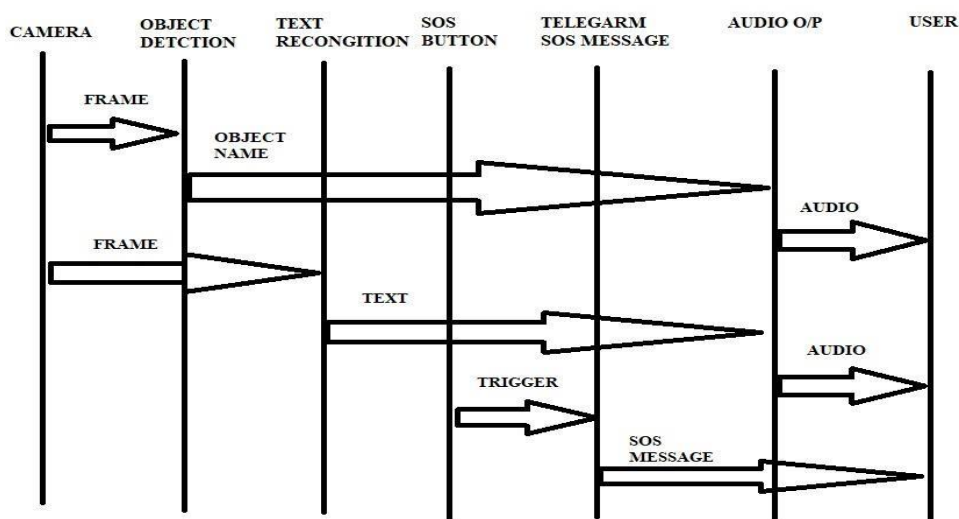 CAMERA
OBJECT
DETCTION
TEXT
RECONGITION
SOS
BUTTON
TELEGARM
SOS MESSAGE
AUDIO O/P
USER
FRAME
OBJECT
NAME
AUDIO
FRAME
TEXT
AUDIO
TRIGGER
SOS
MESSAGE